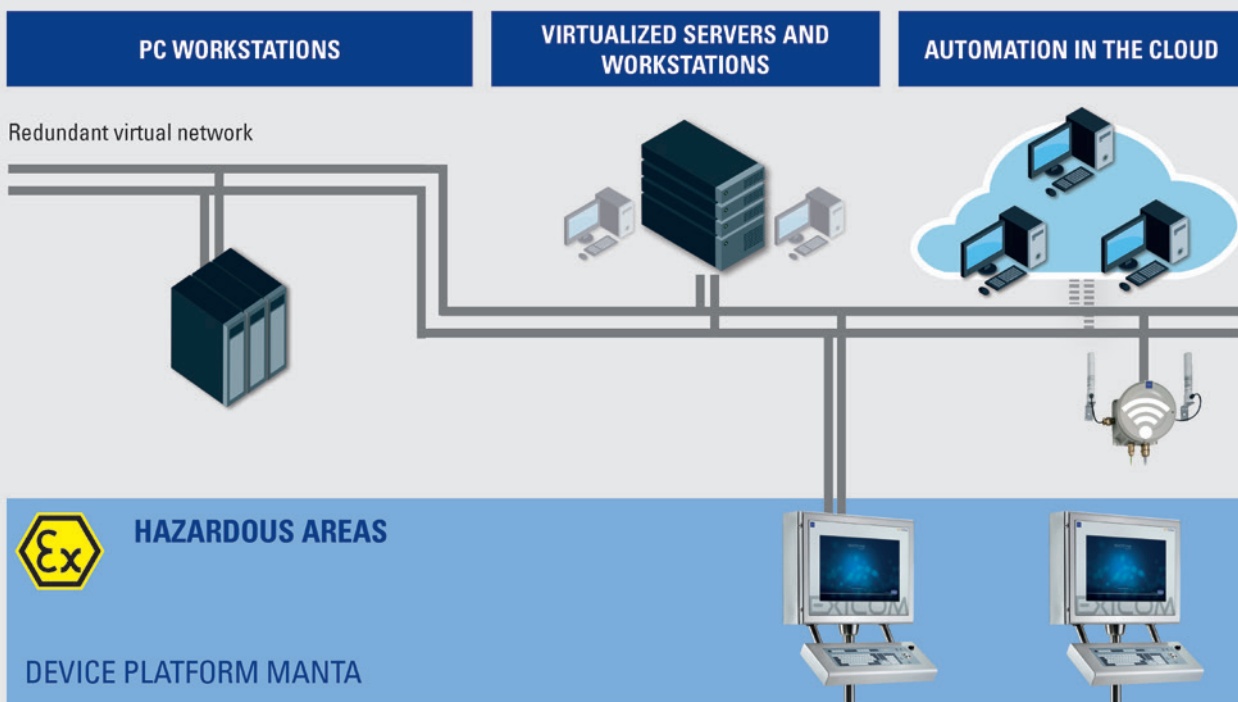 PC WORKSTATIONS
VIRTUALIZED SERVERS AND
WORKSTATIONS
AUTOMATION IN THE CLOUD
Redundant virtual network
Ex
HAZARDOUS AREAS
EXICOM
EXICOM
DEVICE PLATFORM MANTA